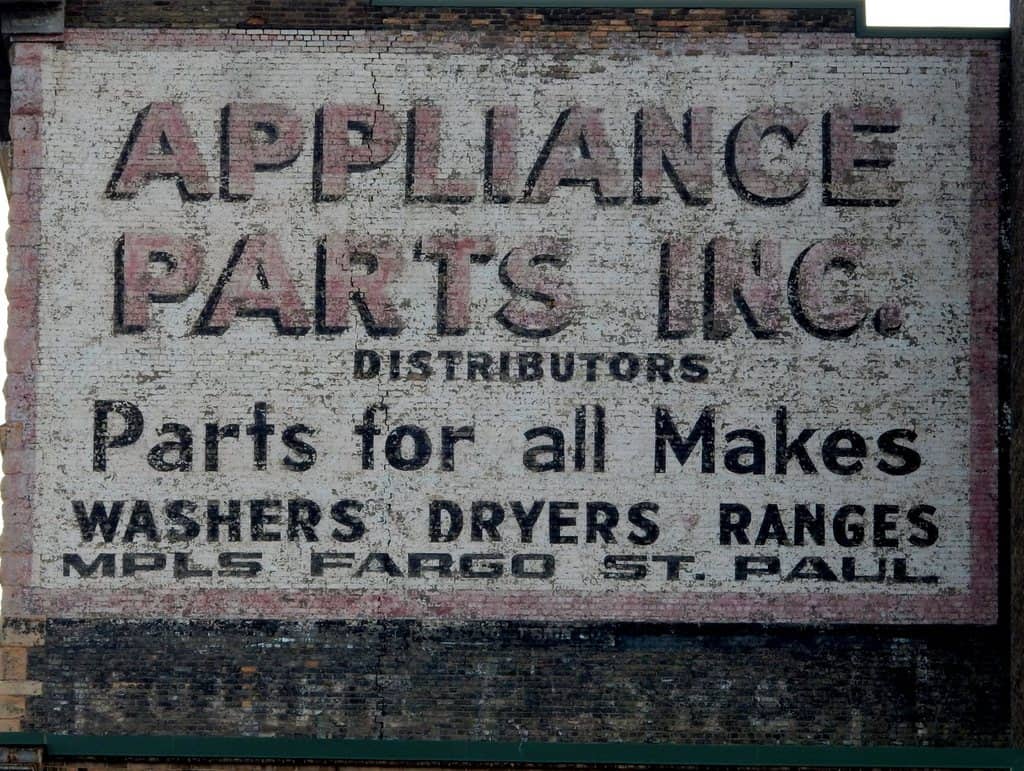 APPLIANCE
PARTS INC.
DISTRIBUTORS
Parts for all Makes
WASHERS DRYERS RANGES
MPLS FARGO ST. PAUL.